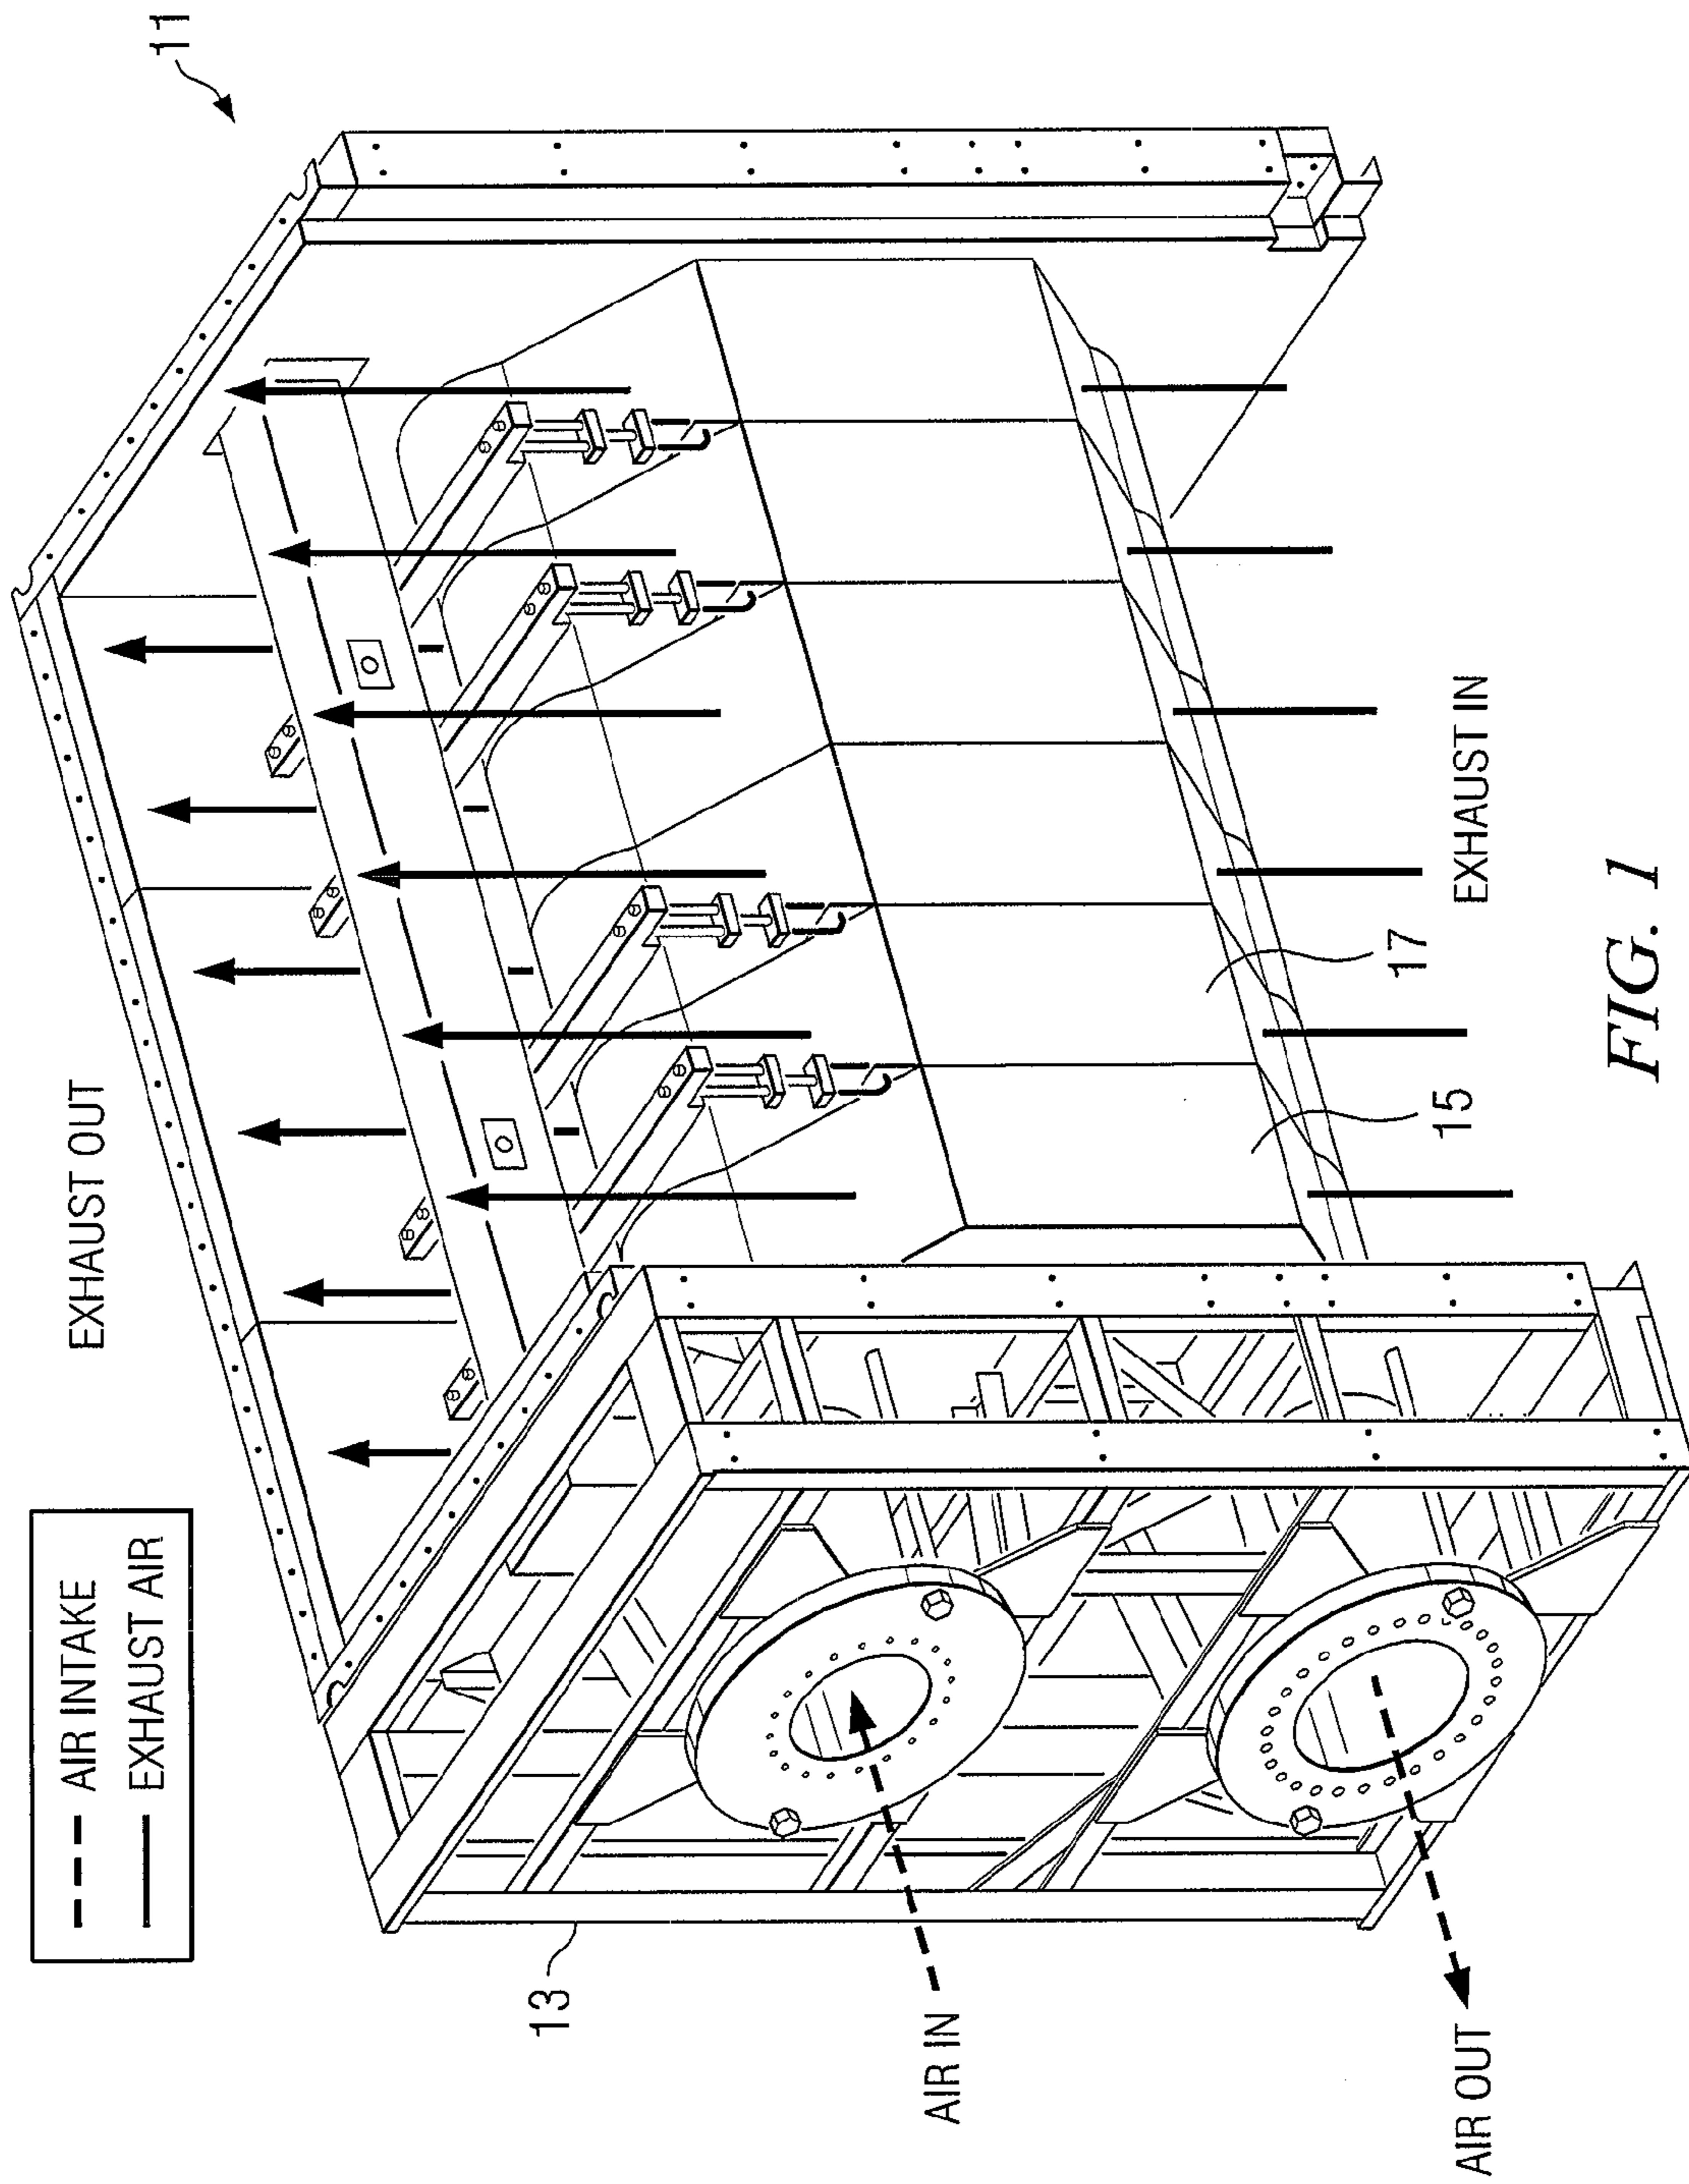 AIR INTAKE
EXHAUST AIR
EXHAUST OUT
11
13
AIR IN
AIR OUT
15
17
EXHAUST IN
FIG. 1